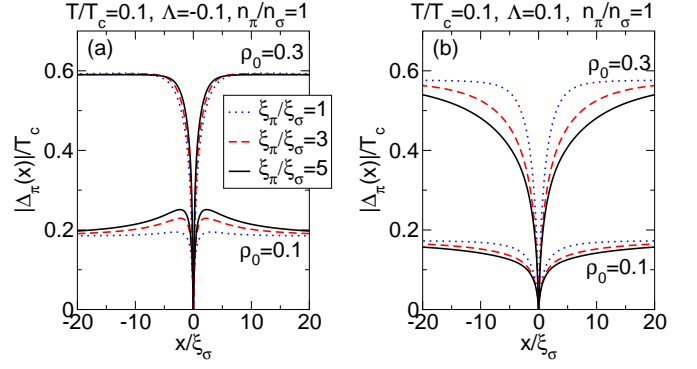 T/T_c=0.1, Λ=-0.1, n_π/n_σ=1
T/T_c=0.1, Λ=0.1, n_π/n_σ=1
(a)
ρ_0=0.3
ξ_π/ξ_σ=1
ξ_π/ξ_σ=3
ξ_π/ξ_σ=5
ρ_0=0.1
|Δ_π(x)|/T_c
0.6
0.4
0.2
0
-20 -10 0 10 20
x/ξ_σ
(b)
ρ_0=0.3
ρ_0=0.1
|Δ_π(x)|/T_c
0.6
0.4
0.2
0
-20 -10 0 10 20
x/ξ_σ